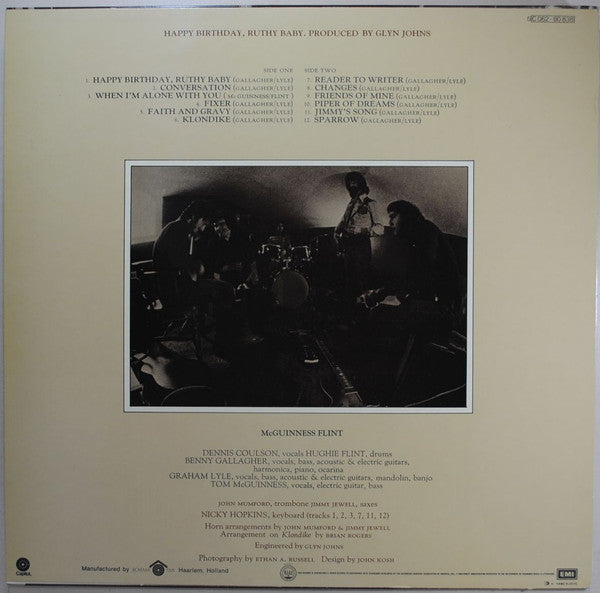 5C 062-80 838
HAPPY BIRTHDAY, RUTHY BABY. PRODUCED BY GLYN JOHNS
SIDE ONE
1. HAPPY BIRTHDAY, RUTHY BABY (GALLAGHER/LYLE)
2. CONVERSATION (GALLAGHER/LYLE)
3. WHEN I'M ALONE WITH YOU (McGUINNESS/FLINT)
4. FIXER (GALLAGHER/LYLE)
5. FAITH AND GRAVY (GALLAGHER/LYLE)
6. KLONDIKE (GALLAGHER/LYLE)
SIDE TWO
7. READER TO WRITER (GALLAGHER/LYLE)
8. CHANGES (GALLAGHER/LYLE)
9. FRIENDS OF MINE (GALLAGHER/LYLE)
10. PIPER OF DREAMS (GALLAGHER/LYLE)
11. JIMMY'S SONG (GALLAGHER/LYLE)
12. SPARROW (GALLAGHER/LYLE)
McGUINNESS FLINT
DENNIS COULSON, vocals HUGHIE FLINT, drums
BENNY GALLAGHER, vocals, bass, acoustic & electric guitars,
harmonica, piano, ocarina
GRAHAM LYLE, vocals, bass, acoustic & electric guitars, mandolin, banjo
TOM McGUINNESS, vocals, electric guitar, bass
JOHN MUMFORD, trombone JIMMY JEWELL, saxes
NICKY HOPKINS, keyboard (tracks 1, 2, 3, 7, 11, 12)
Horn arrangements by JOHN MUMFORD & JIMMY JEWELL
Arrangement on Klondike by BRIAN ROGERS
Engineered by GLYN JOHNS
Photography by ETHAN A. RUSSELL Design by JOHN KOSH
Capitol
Manufactured by Haarlem, Holland
EMI